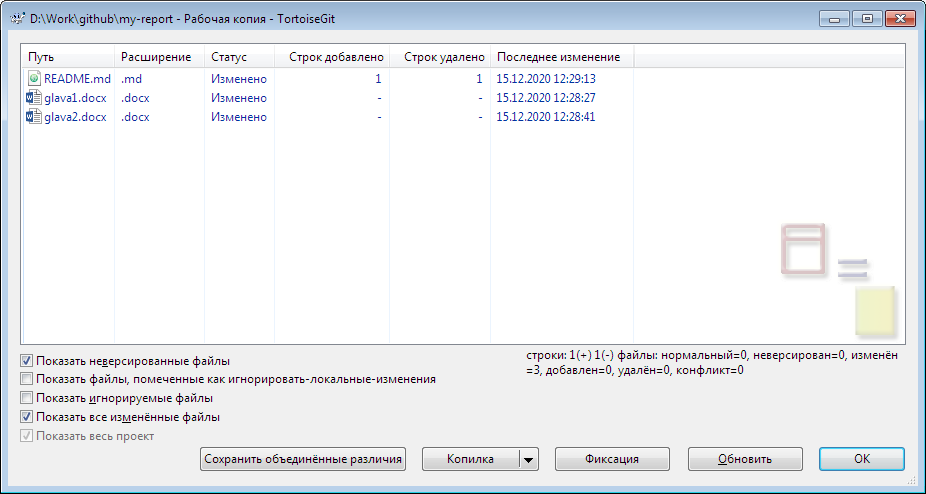 D:\Work\github\my-report - Рабочая копия - TortoiseGit
Путь Расширение Статус Строк добавлено Строк удалено Последнее изменение
README.md .md Изменено 1 1 15.12.2020 12:29:13
glava1.docx .docx Изменено - - 15.12.2020 12:28:27
glava2.docx .docx Изменено - - 15.12.2020 12:28:41
Показать неверсированные файлы
Показать файлы, помеченные как игнорировать-локальные-изменения
Показать игнорируемые файлы
Показать все изменённые файлы
Показать весь проект
строки: 1(+) 1(-) файлы: нормальный=0, неверсирован=0, изменён
=3, добавлен=0, удалён=0, конфликт=0
Сохранить объединённые различия Копилка Фиксация Обновить ОК